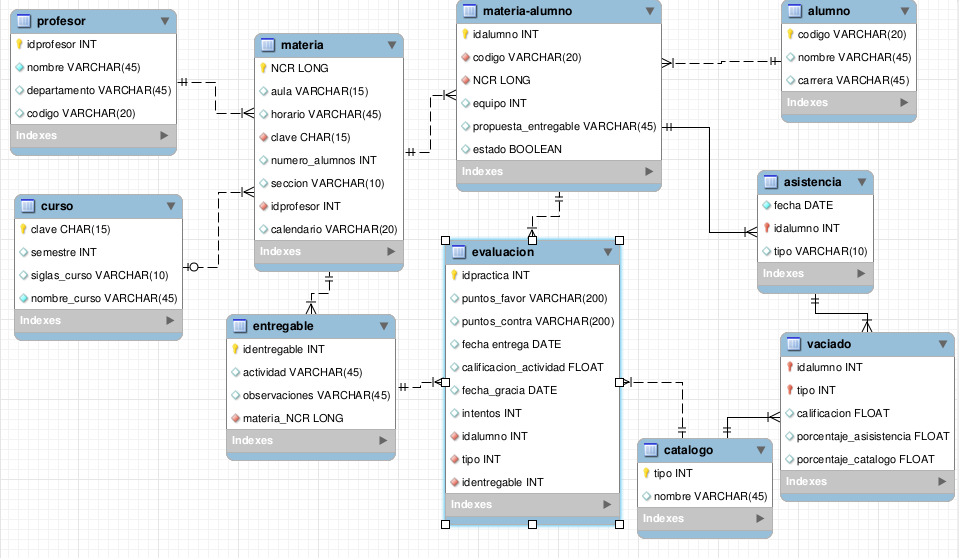 profesor
idprofesor INT
nombre VARCHAR(45)
departamento VARCHAR(45)
codigo VARCHAR(20)
Indexes
materia
NCR LONG
aula VARCHAR(15)
horario VARCHAR(45)
clave CHAR(15)
numero_alumnos INT
seccion VARCHAR(10)
idprofesor INT
calendario VARCHAR(20)
Indexes
materia-alumno
idalumno INT
codigo VARCHAR(20)
NCR LONG
equipo INT
propuesta_entregable VARCHAR(45)
estado BOOLEAN
Indexes
alumno
codigo VARCHAR(20)
nombre VARCHAR(45)
carrera VARCHAR(45)
Indexes
curso
clave CHAR(15)
semestre INT
siglas_curso VARCHAR(10)
nombre_curso VARCHAR(45)
Indexes
entregable
identregable INT
actividad VARCHAR(45)
observaciones VARCHAR(45)
materia_NCR LONG
Indexes
evaluacion
idpractica INT
puntos_favor VARCHAR(200)
puntos_contra VARCHAR(200)
fecha entrega DATE
calificacion_actividad FLOAT
fecha_gracia DATE
intentos INT
idalumno INT
tipo INT
identregable INT
Indexes
asistencia
fecha DATE
idalumno INT
tipo VARCHAR(10)
Indexes
vaciado
idalumno INT
tipo INT
calificacion FLOAT
porcentaje_asisistencia FLOAT
porcentaje_catalogo FLOAT
Indexes
catalogo
tipo INT
nombre VARCHAR(45)
Indexes